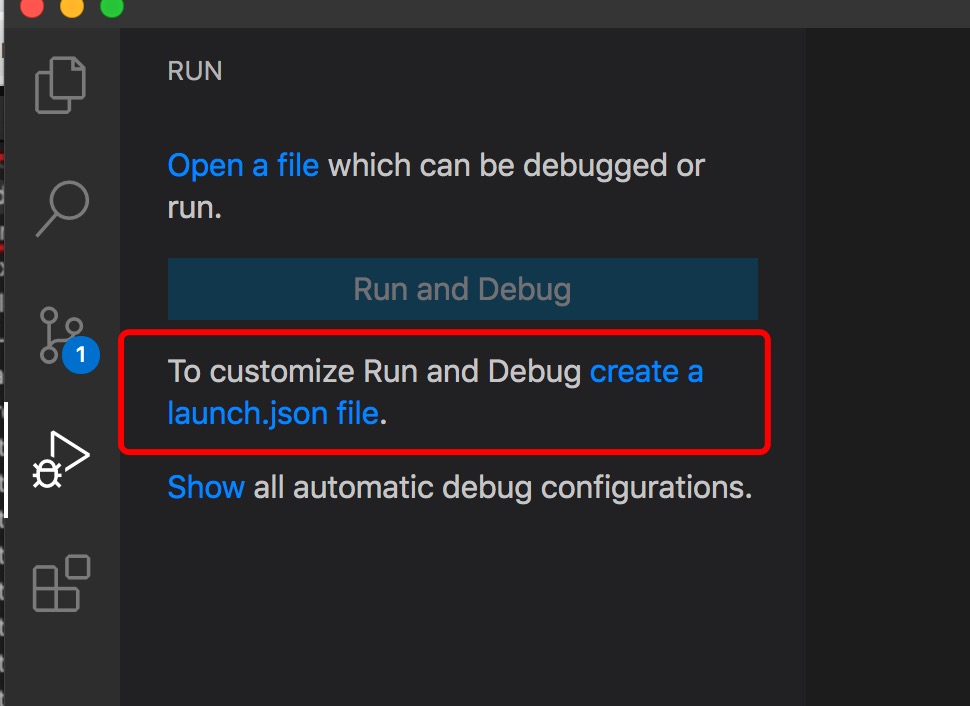 RUN
Open a file which can be debugged or
run.
Run and Debug
To customize Run and Debug create a
launch.json file.
1
Show all automatic debug configurations.